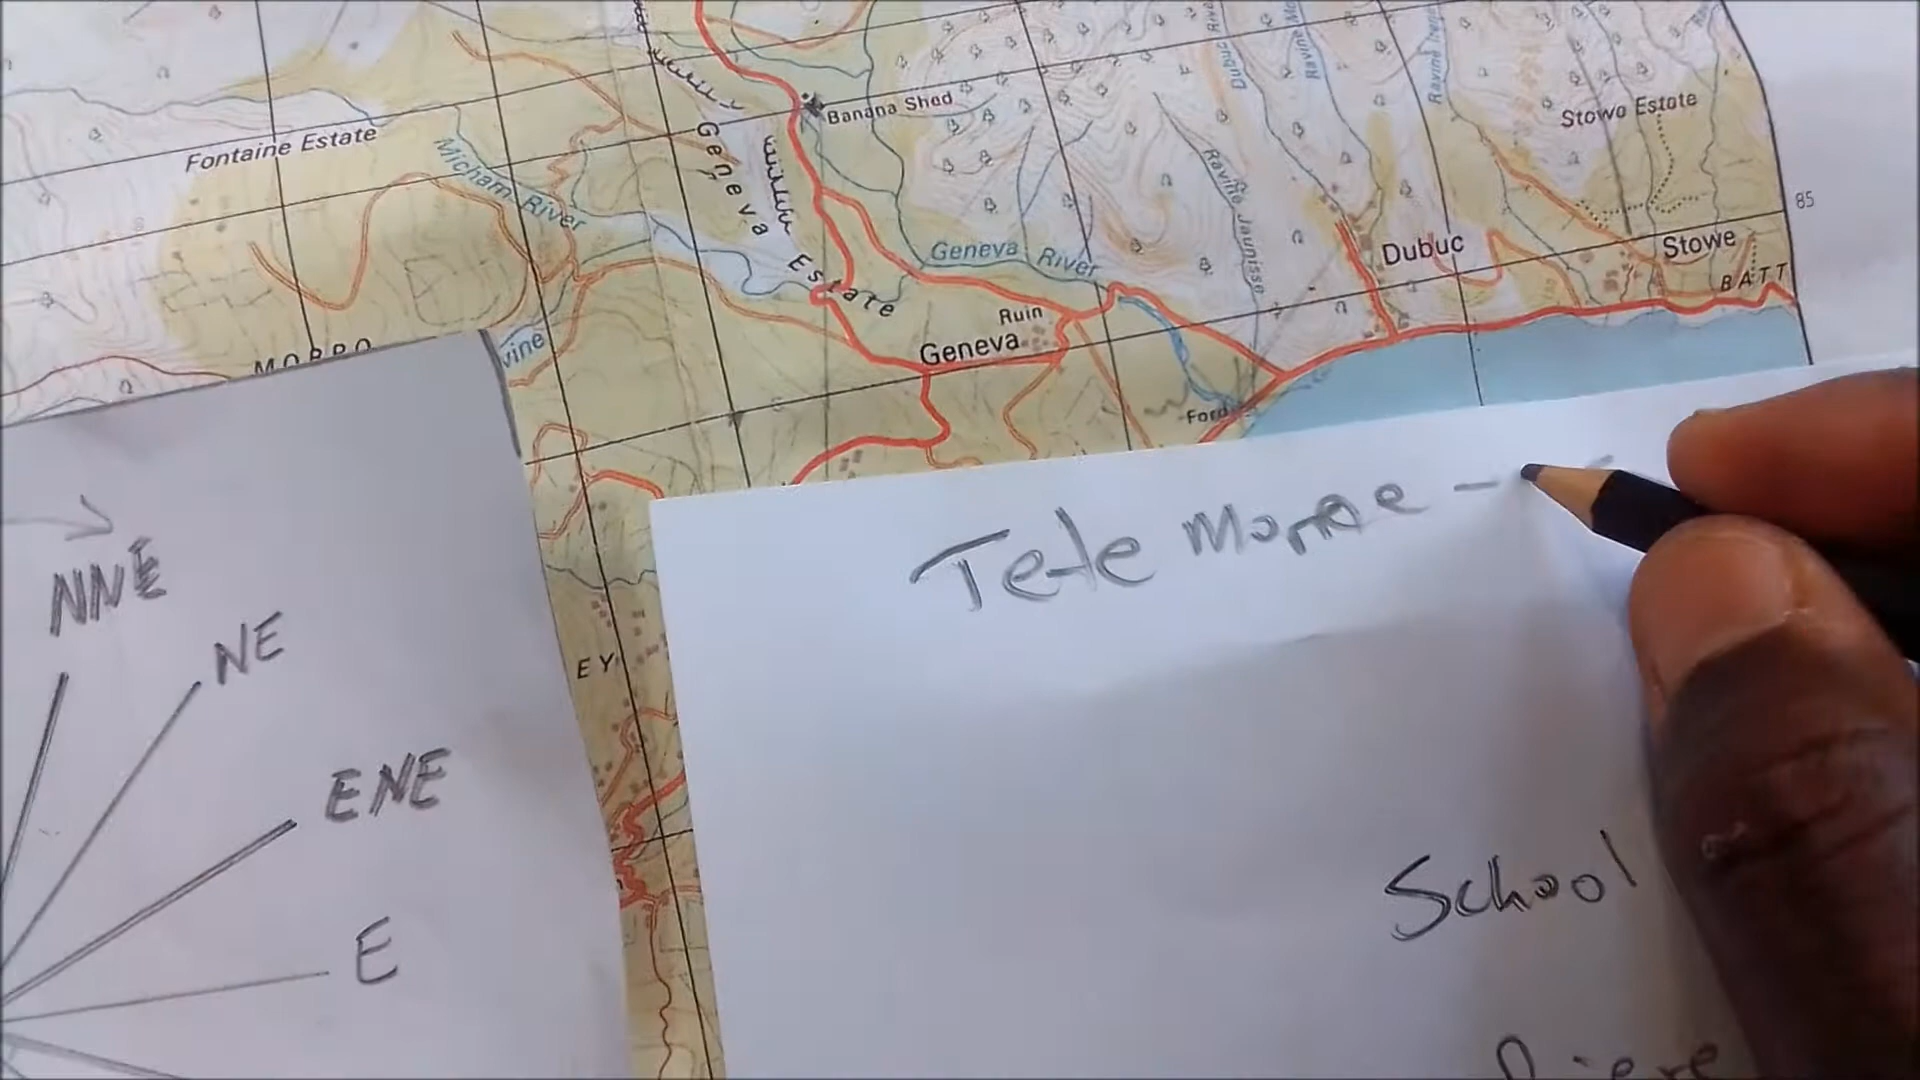 Banana Shed
Fontaine Estate
Micham River
Geneva
Estate
Geneva River
Ruin
Geneva
Ravine Jaunisse
Dubuc
Stowe Estate
Stowe
BATT
85
MORRO
vine
Ford
EY
Tete Morne -
School
NNE
NE
ENE
E